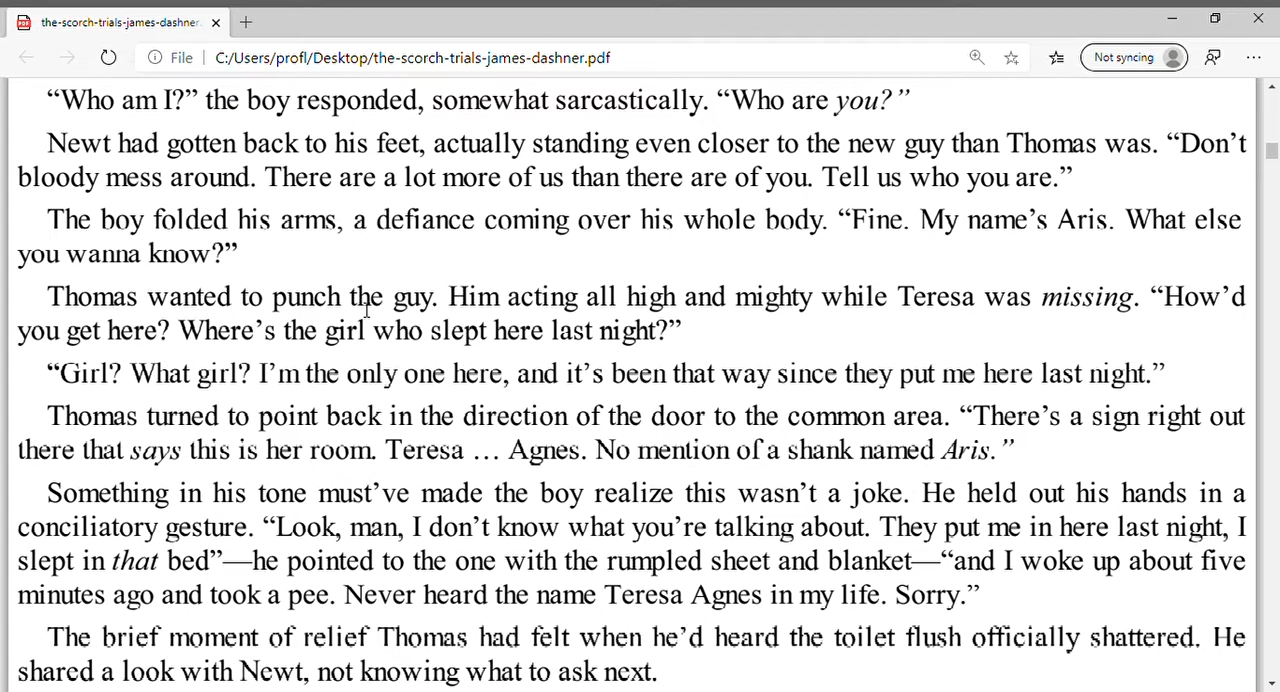 the-scorch-trials-james-dashner
File
C:/Users/profl/Desktop/the-scorch-trials-james-dashner.pdf
Not syncing
“Who am I?” the boy responded, somewhat sarcastically. “Who are you?”
Newt had gotten back to his feet, actually standing even closer to the new guy than Thomas was. “Don’t
bloody mess around. There are a lot more of us than there are of you. Tell us who you are.”
The boy folded his arms, a defiance coming over his whole body. “Fine. My name’s Aris. What else
you wanna know?”
Thomas wanted to punch the guy. Him acting all high and mighty while Teresa was missing. “How’d
you get here? Where’s the girl who slept here last night?”
“Girl? What girl? I’m the only one here, and it’s been that way since they put me here last night.”
Thomas turned to point back in the direction of the door to the common area. “There’s a sign right out
there that says this is her room. Teresa … Agnes. No mention of a shank named Aris.”
Something in his tone must’ve made the boy realize this wasn’t a joke. He held out his hands in a
conciliatory gesture. “Look, man, I don’t know what you’re talking about. They put me in here last night, I
slept in that bed”—he pointed to the one with the rumpled sheet and blanket—“and I woke up about five
minutes ago and took a pee. Never heard the name Teresa Agnes in my life. Sorry.”
The brief moment of relief Thomas had felt when he’d heard the toilet flush officially shattered. He
shared a look with Newt, not knowing what to ask next.